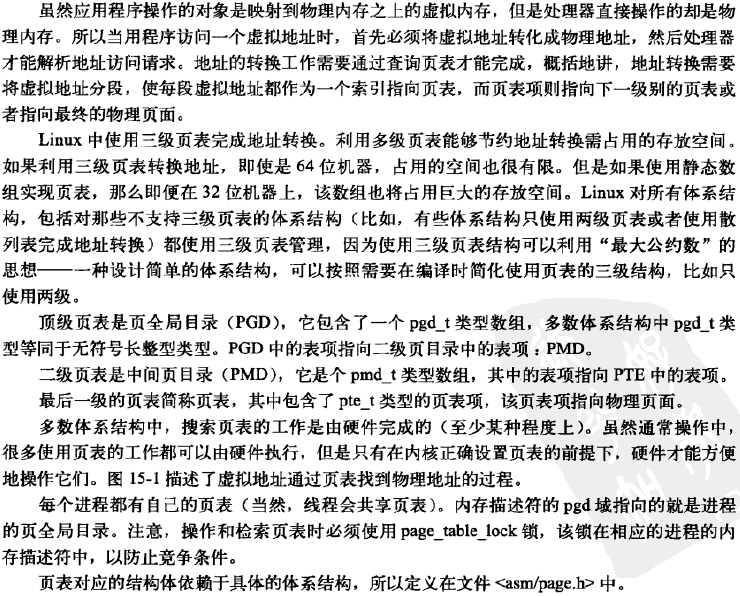 虽然应用程序操作的对象是映射到物理内存之上的虚拟内存，但是处理器直接操作的却是物
理内存。所以当用程序访问一个虚拟地址时，首先必须将虚拟地址转化成物理地址，然后处理器
才能解析地址访问请求。地址的转换工作需要通过查询页表才能完成，概括地讲，地址转换需要
将虚拟地址分段，使每段虚拟地址都作为一个索引指向页表，而页表项则指向下一级别的页表或
者指向最终的物理页面。
Linux 中使用三级页表完成地址转换。利用多级页表能够节约地址转换需占用的存放空间。
如果利用三级页表转换地址，即使是 64 位机器，占用的空间也很有限。但是如果使用静态数
组实现页表，那么即便在 32 位机器上，该数组也将占用巨大的存放空间。Linux 对所有体系结
构，包括对那些不支持三级页表的体系结构（比如，有些体系结构只使用两级页表或者使用散
列表完成地址转换）都使用三级页表管理，因为使用三级页表结构可以利用“最大公约数”的
思想——一种设计简单的体系结构，可以按照需要在编译时简化使用页表的三级结构，比如只
使用两级。
顶级页表是页全局目录（PGD），它包含了一个 pgd_t 类型数组，多数体系结构中 pgd_t 类
型等同于无符号长整型类型。PGD 中的表项指向二级页目录中的表项：PMD。
二级页表是中间页目录（PMD），它是个 pmd_t 类型数组，其中的表项指向 PTE 中的表项。
最后一级的页表简称页表，其中包含了 pte_t 类型的页表项，该页表项指向物理页面。
多数体系结构中，搜索页表的工作是由硬件完成的（至少某种程度上）。虽然通常操作中，
很多使用页表的工作都可以由硬件执行，但是只有在内核正确设置页表的前提下，硬件才能方便
地操作它们。图 15-1 描述了虚拟地址通过页表找到物理地址的过程。
每个进程都有自己的页表（当然，线程会共享页表）。内存描述符的 pgd 域指向的就是进程
的页全局目录。注意，操作和检索页表时必须使用 page_table_lock 锁，该锁在相应的进程的内
存描述符中，以防止竞争条件。
页表对应的结构体依赖于具体的体系结构，所以定义在文件 <asm/page.h> 中。